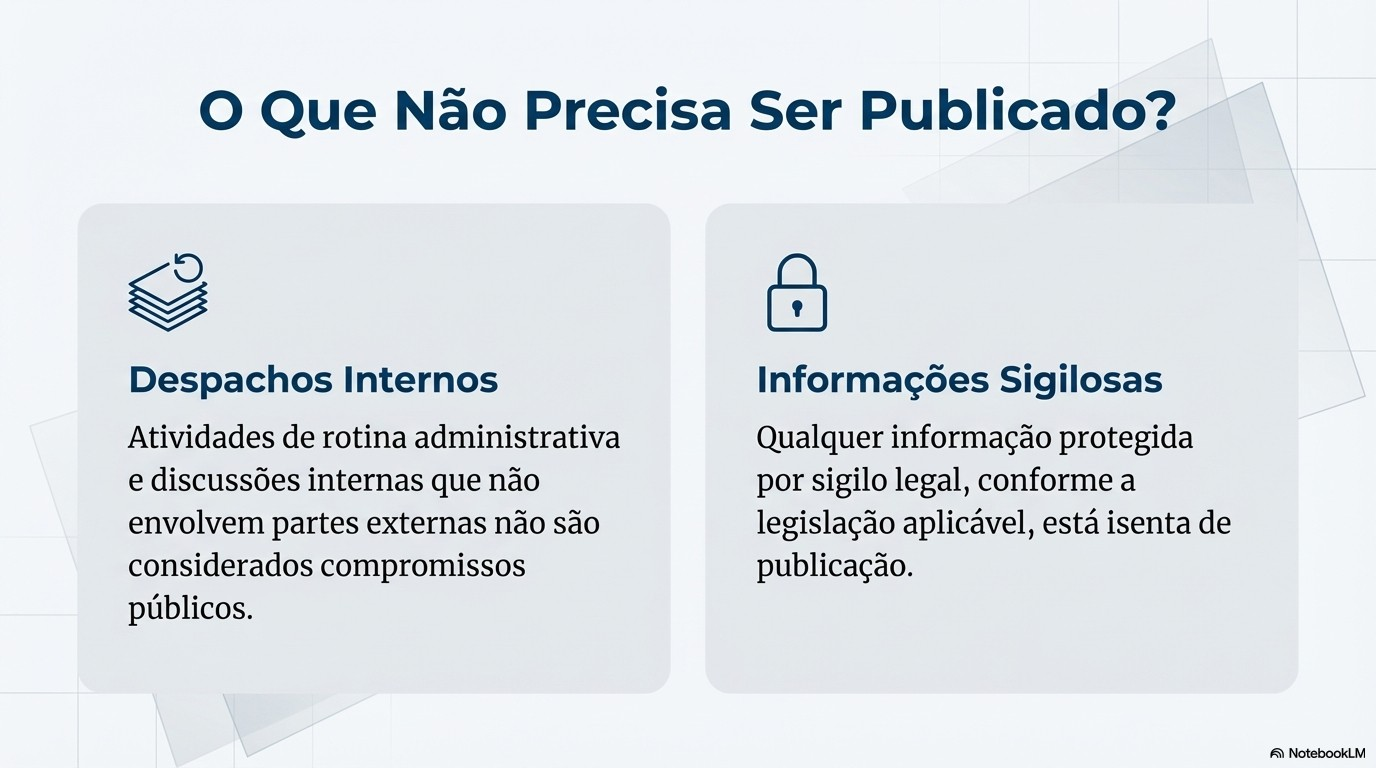 O Que Não Precisa Ser Publicado?
Despachos Internos
Atividades de rotina administrativa
e discussões internas que não
envolvem partes externas não são
considerados compromissos
públicos.
Informações Sigilosas
Qualquer informação protegida
por sigilo legal, conforme a
legislação aplicável, está isenta de
publicação.
NotebookLM